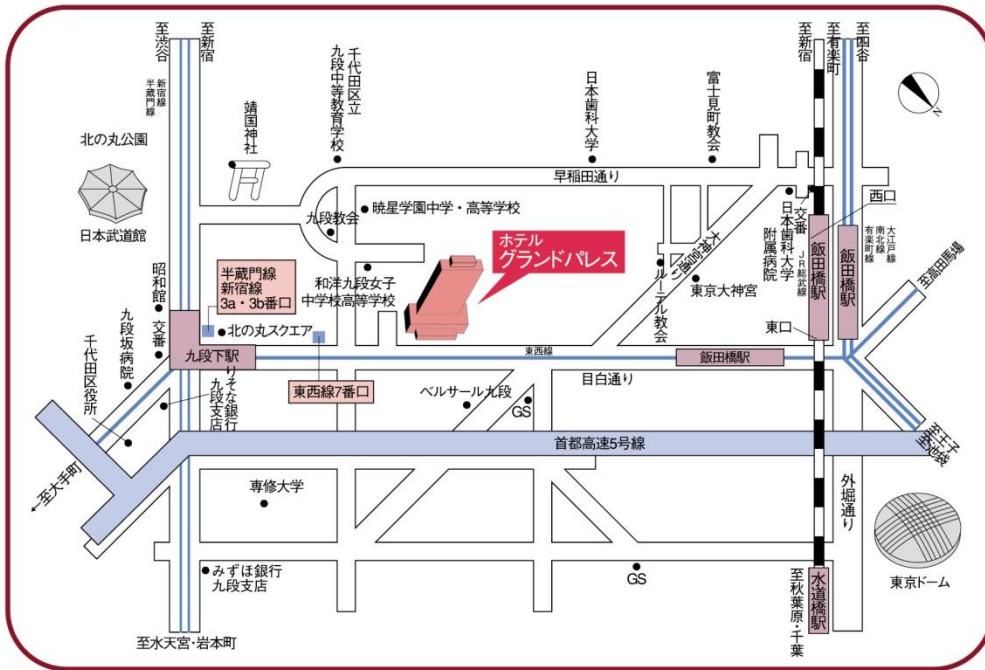 至渋谷
至新宿
新宿線
半蔵門線
北の丸公園
日本武道館
靖国神社
千代田区立
九段中等教育学校
日本歯科大学
富士見町教会
至新宿
至有楽町
至四谷
N
早稲田通り
九段教会
暁星学園中学・高等学校
ホテル
グランドパレス
和洋九段女子
中学校高等学校
大神宮通り
ルーテル教会
東京大神宮
日本歯科大学
附属病院
交番
西口
JR総武線
飯田橋駅
飯田橋駅
大江戸線
南北線
有楽町線
至高田馬場
昭和館
交番
半蔵門線
新宿線
3a・3b番口
北の丸スクエア
九段下駅
東西線7番口
東西線
東口
飯田橋駅
目白通り
九段坂病院
千代田区役所
りそな銀行
九段支店
ベルサール九段
GS
首都高速5号線
至王子
至池袋
←至大手町
専修大学
外堀通り
東京ドーム
みずほ銀行
九段支店
GS
水道橋駅
至秋葉原・千葉
至水天宮・岩本町